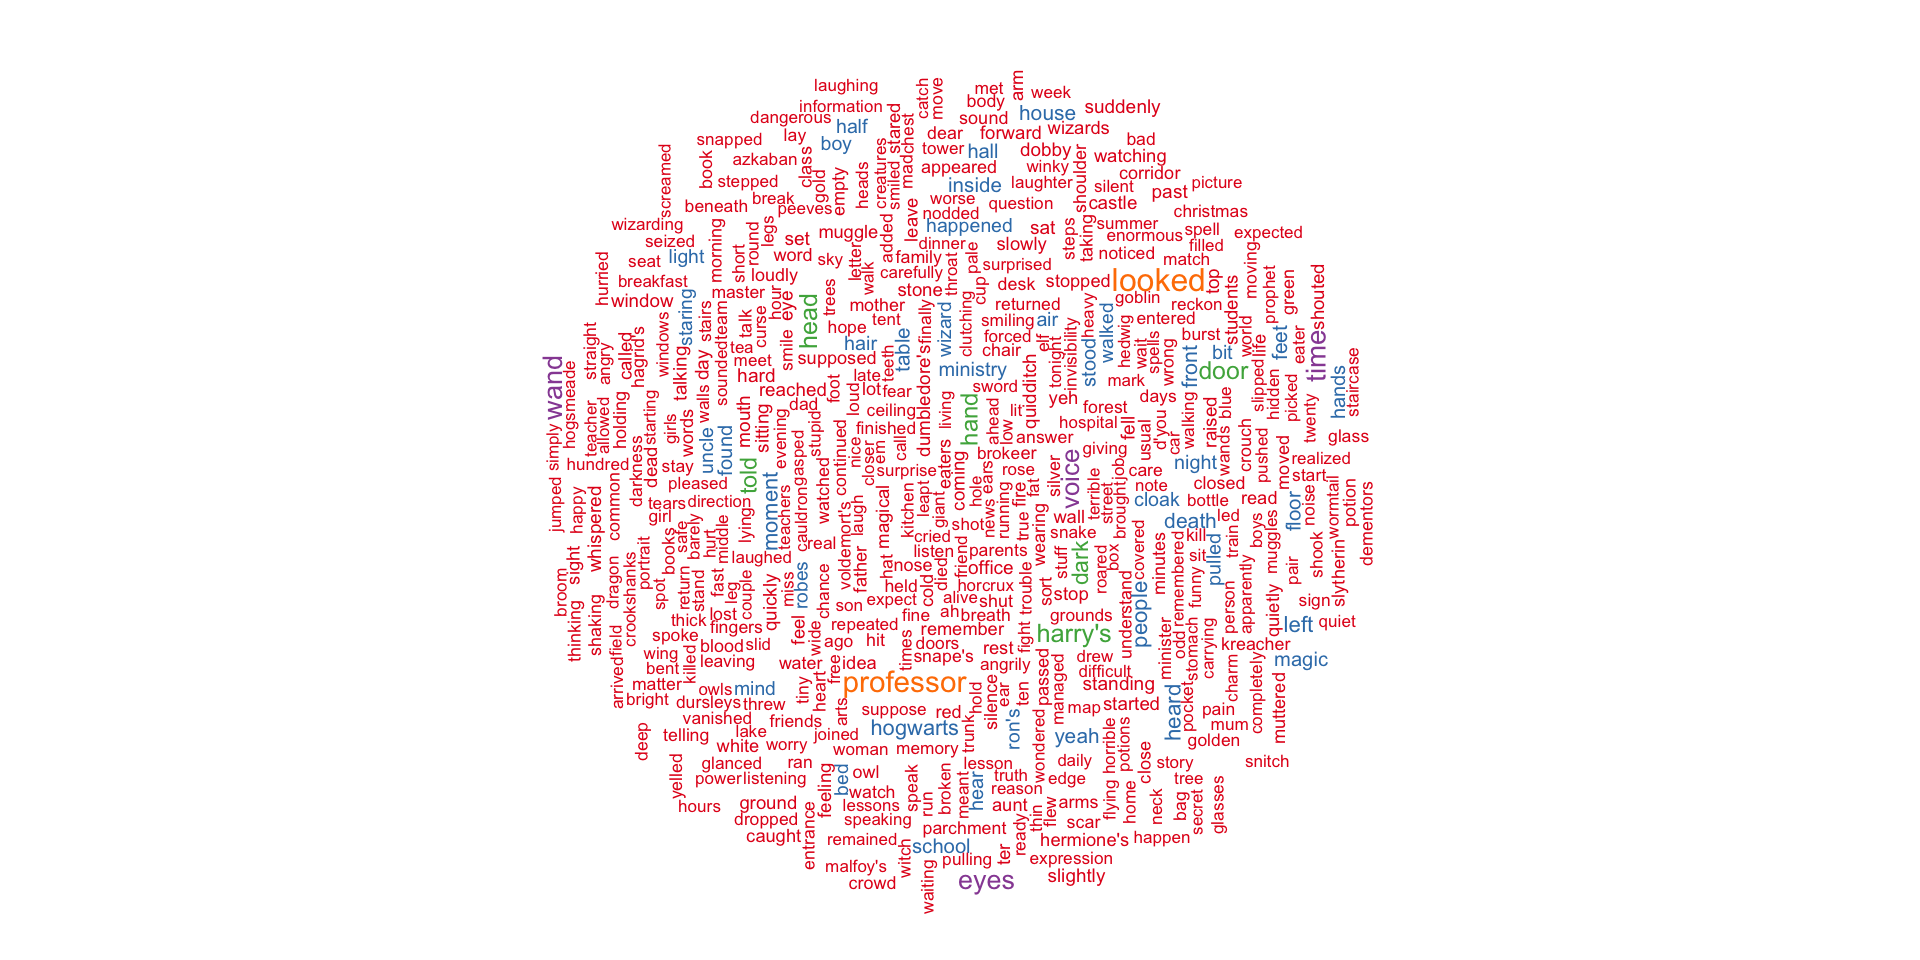 laughing
information
dangerous
half
snapped
lay
boy
azkaban
book
stepped
class
gold
empty
heads
creatures
smiled
stared
madchest
catch
move
met
body
arm
week
sound
house
suddenly
dear
forward
wizards
tower
hall
dobby
bad
appeared
winky
watching
corridor
inside
laughter
shoulder
silent
past
picture
screamed
beneath
break
peeves
worse
question
castle
christmas
nodded
wizarding
seized
morning
short
round
legs
set
muggle
added
leave
happened
sat
steps
taking
summer
enormous
spell
filled
expected
seat
light
word
sky
letter
walk
dinner
family
carefully
throat
pale
slowly
surprised
noticed
match
hurried
breakfast
loudly
stone
cup
desk
stopped
looked
top
moving
prophet
green
shouted
window
master
hour
eye
trees
mother
returned
goblin
reckon
students
world
staring
stairs
talk
curse
smile
head
hope
tent
finally
wizard
clutching
smiling
air
heavy
entered
straight
angry
called
hagrid's
windows
talking
day
team
sounded
tea
meet
hair
table
forced
chair
elf
stood
walked
hedwig
wait
spells
wrong
burst
front
bit
feet
eater
time
wand
hogsmeade
supposed
late
teeth
ministry
tonight
invisibility
mark
door
life
slipped
hidden
picked
hands
staircase
hard
reached
foot
lot
fear
dumbledore's
sword
quidditch
yeh
days
simply
teacher
allowed
holding
starting
dead
girls
words
walls
mouth
sitting
dad
stupid
loud
ceiling
living
hand
ahead
low
lit
forest
fell
usual
d'you
car
walking
raised
blue
wands
twenty
glass
finished
answer
hospital
uncle
found
evening
gasped
continued
nice
closer
em
call
eaters
coming
brokeer
giving
job
crouch
pushed
moved
realized
hundred
darkness
stay
told
watched
surprise
ears
rose
silver
voice
care
night
start
jumped
happy
whispered
common
pleased
tears
direction
moment
cauldron
magical
kitchen
leapt
giant
hole
news
running
fire
fat
terrible
street
brought
note
closed
cloak
bottle
read
floor
noise
wormtail
potion
dementors
girl
lying
teachers
laugh
shot
true
wearing
wall
death
led
boys
muggles
sight
books
safe
barely
hurt
middle
laughed
real
father
cried
listen
friend
parents
snake
stuff
dark
roared
box
covered
minutes
remembered
kill
sit
pulled
train
apparently
pair
shook
slytherin
broom
thinking
shaking
dragon
crookshanks
portrait
spot
return
stand
fast
leg
couple
quickly
miss
robes
chance
hat
nose
held
cold
died
horcrux
office
trouble
sort
stop
understand
people
funny
stomach
odd
person
quietly
sign
field
arrived
lost
son
expect
alive
shut
thick
fingers
feel
wide
repeated
fine
ah
breath
grounds
left
quiet
spoke
blood
slid
ago
hit
remember
times
doors
fight
harry's
minister
carrying
kreacher
wing
bent
killed
leaving
water
heart
free
idea
snape's
rest
angrily
drew
difficult
magic
matter
bright
owls
mind
tiny
professor
hold
ear
ten
passed
managed
standing
pocket
charm
completely
muttered
dursleys
threw
arts
suppose
red
silence
map
started
heard
pain
vanished
friends
hogwarts
trunk
ron's
wondered
yeah
horrible
potions
mum
golden
deep
telling
lake
white
worry
joined
woman
memory
close
yelled
glanced
ran
lesson
daily
story
snitch
power
listening
feeling
bed
owl
speak
broken
meant
hear
truth
reason
edge
flying
home
tree
hours
ground
watch
lessons
run
aunt
thin
flew
arms
neck
bag
secret
glasses
dropped
speaking
scar
caught
entrance
remained
parchment
ready
hermione's
happen
school
witch
malfoy's
pulling
ter
expression
crowd
waiting
eyes
slightly